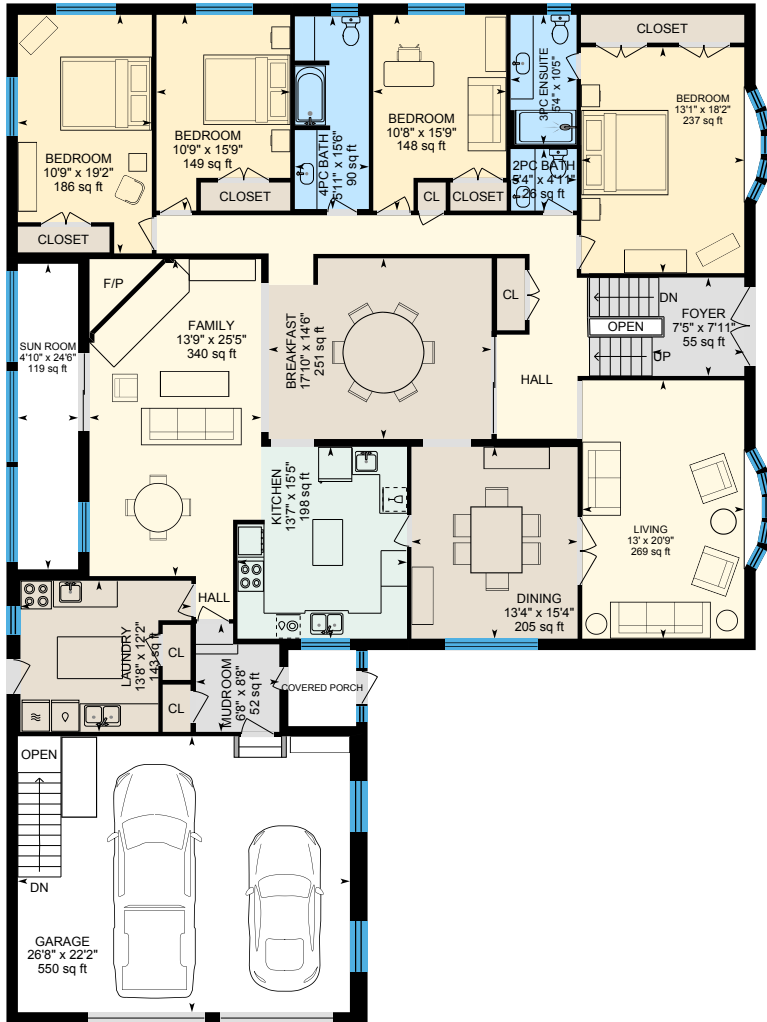 CLOSET
BEDROOM
10'9" x 19'2"
186 sq ft
CLOSET
BEDROOM
10'9" x 15'9"
149 sq ft
CLOSET
4PC BATH
5'11" x 15'6"
90 sq ft
BEDROOM
10'8" x 15'9"
148 sq ft
CL
CLOSET
3PC ENSUITE
5'4" x 10'5"
2PC BATH
5'4" x 4'11"
26 sq ft
BEDROOM
13'1" x 18'2"
237 sq ft
F/P
SUN ROOM
4'10" x 24'6"
119 sq ft
FAMILY
13'9" x 25'5"
340 sq ft
BREAKFAST
17'10" x 14'6"
251 sq ft
CL
HALL
DN
OPEN
UP
FOYER
7'5" x 7'11"
55 sq ft
KITCHEN
13'7" x 15'5"
198 sq ft
DINING
13'4" x 15'4"
205 sq ft
LIVING
13' x 20'9"
269 sq ft
HALL
LAUNDRY
13'8" x 12'2"
143 sq ft
CL
CL
MUDROOM
6'8" x 8'8"
52 sq ft
COVERED PORCH
OPEN
DN
GARAGE
26'8" x 22'2"
550 sq ft